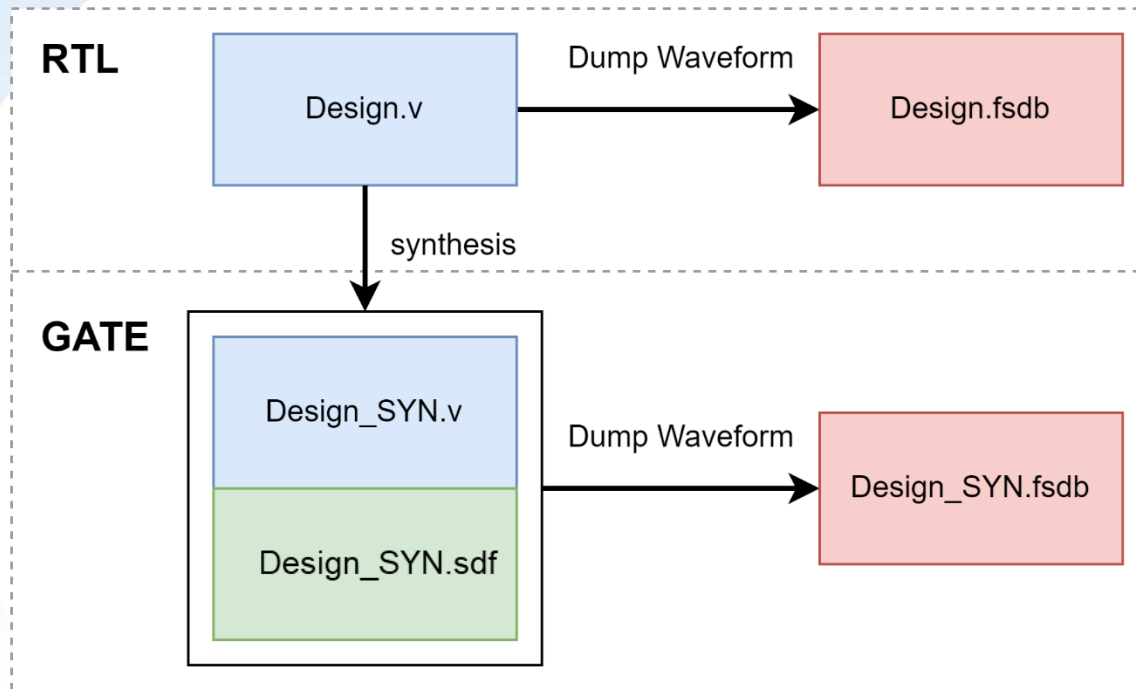 RTL
Design.v
Dump Waveform
Design.fsdb
synthesis
GATE
Design_SYN.v
Design_SYN.sdf
Dump Waveform
Design_SYN.fsdb